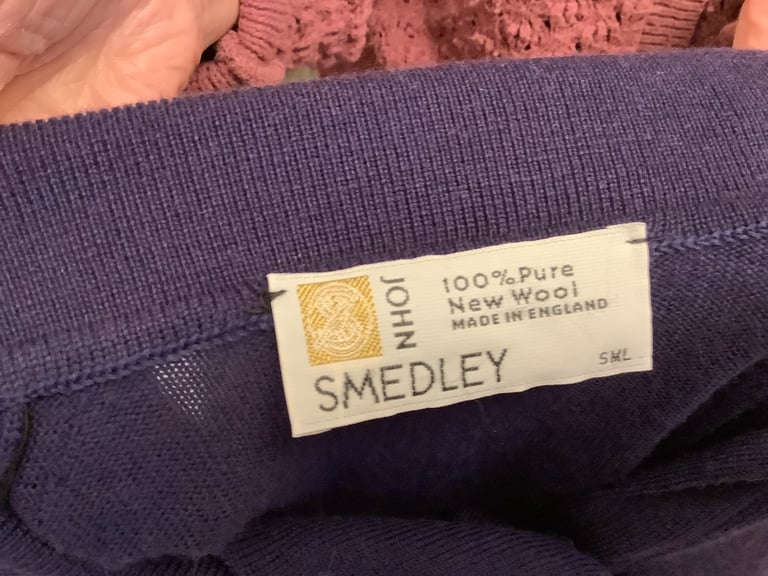 JOHN
SMEDLEY
100% Pure
New Wool
MADE IN ENGLAND
SML